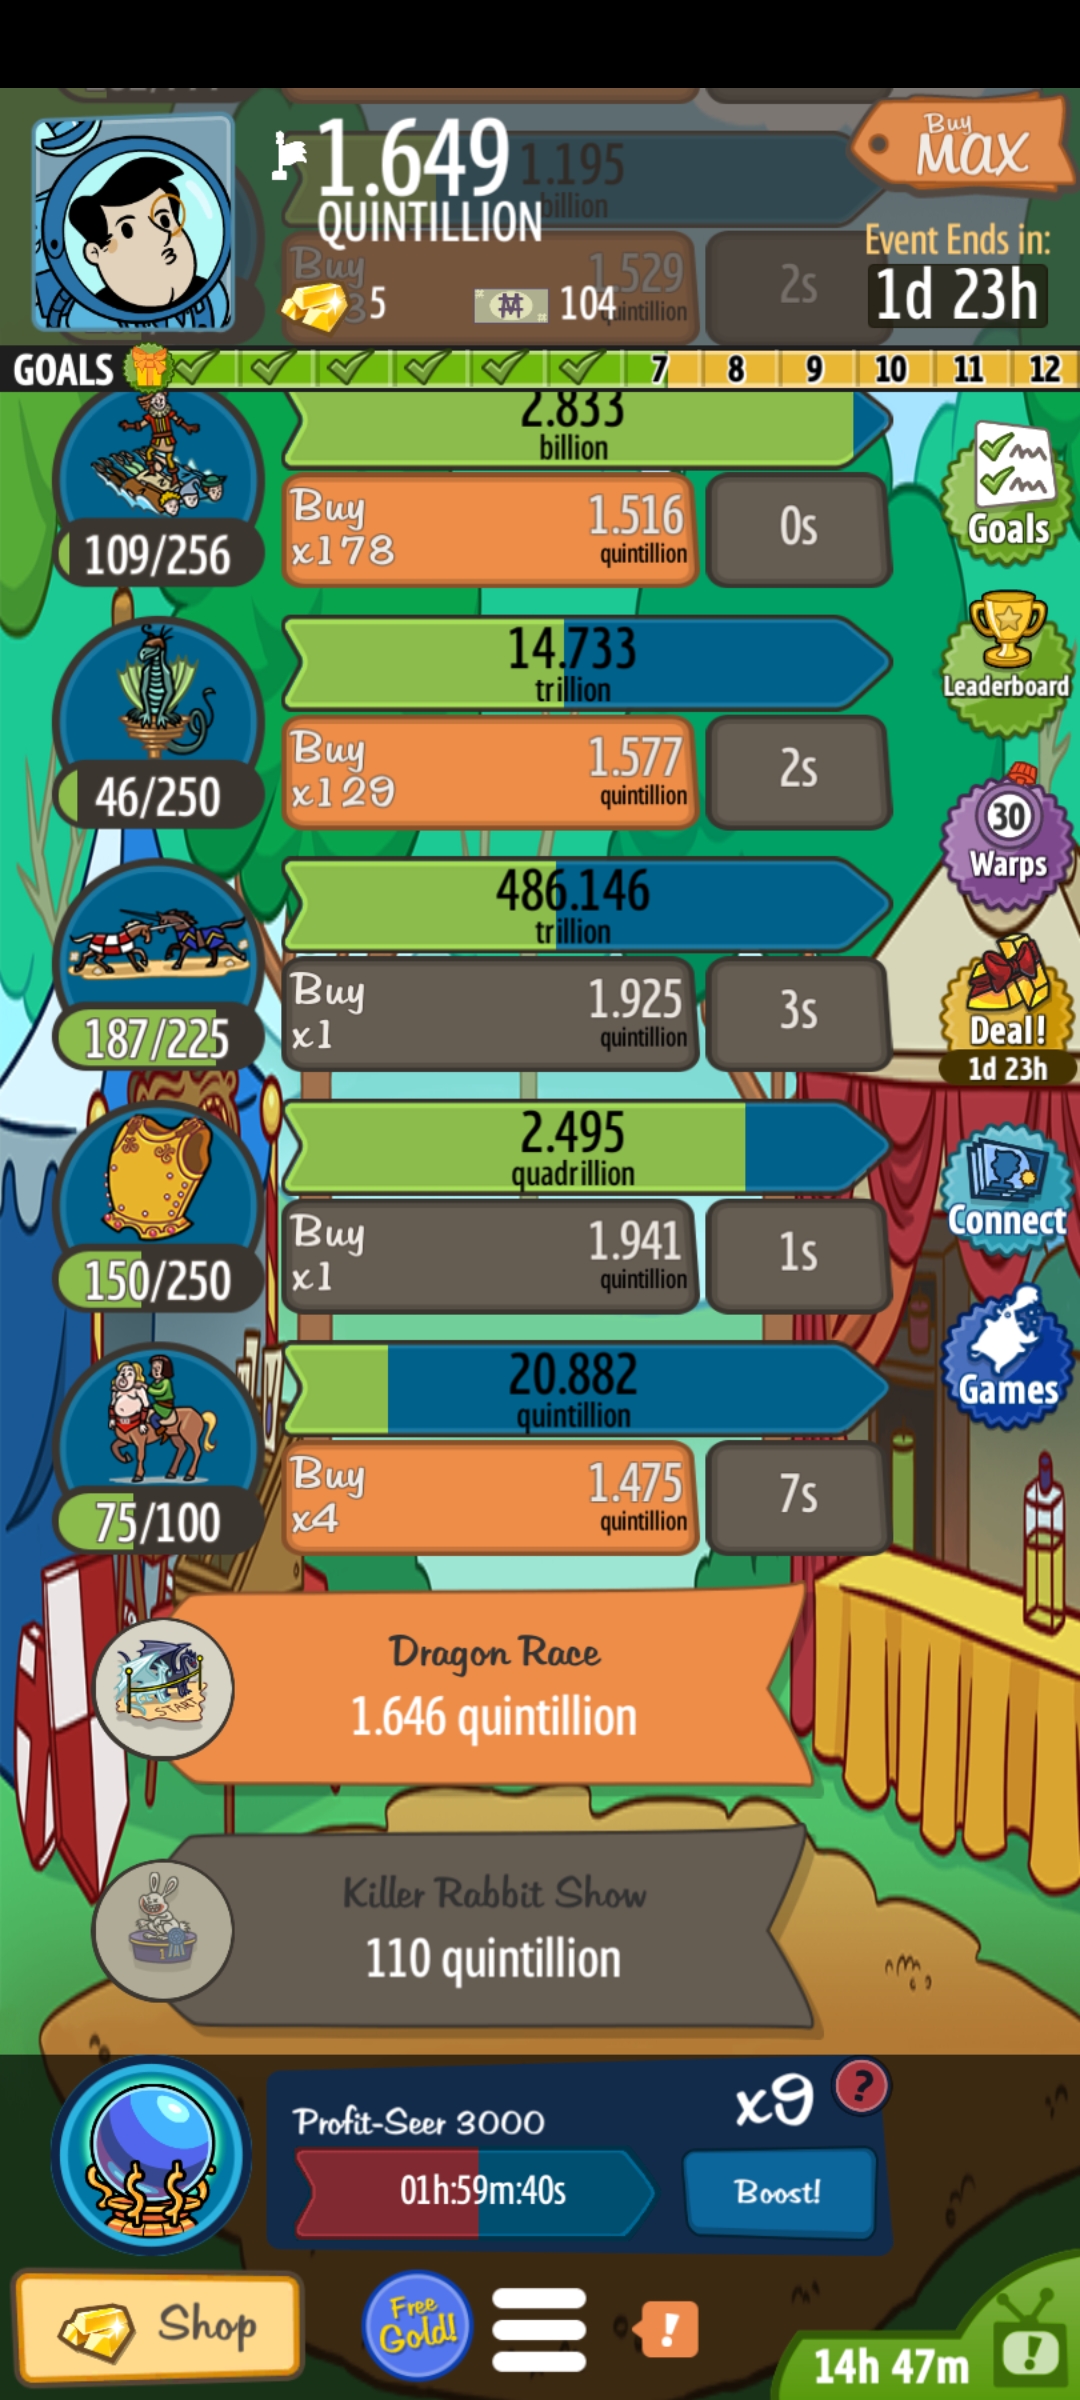 1.649
QUINTILLION
1.195
billion
Buy
MAX
Event Ends in:
1d 23h
Buy
1.529
quintillion
2s
5
104
GOALS
7 8 9 10 11 12
2.833
billion
109/256
Buy
x178
1.516
quintillion
0s
Goals
14.733
trillion
46/250
Buy
x129
1.577
quintillion
2s
Leaderboard
30
Warps
486.146
trillion
187/225
Buy
x1
1.925
quintillion
3s
Deal!
1d 23h
2.495
quadrillion
150/250
Buy
x1
1.941
quintillion
1s
Connect
20.882
quintillion
75/100
Buy
x4
1.475
quintillion
7s
Games
START
Dragon Race
1.646 quintillion
1
Killer Rabbit Show
110 quintillion
Profit-Seer 3000
x9
?
01h:59m:40s
Boost!
Shop
Free
Gold!
!
14h 47m
!